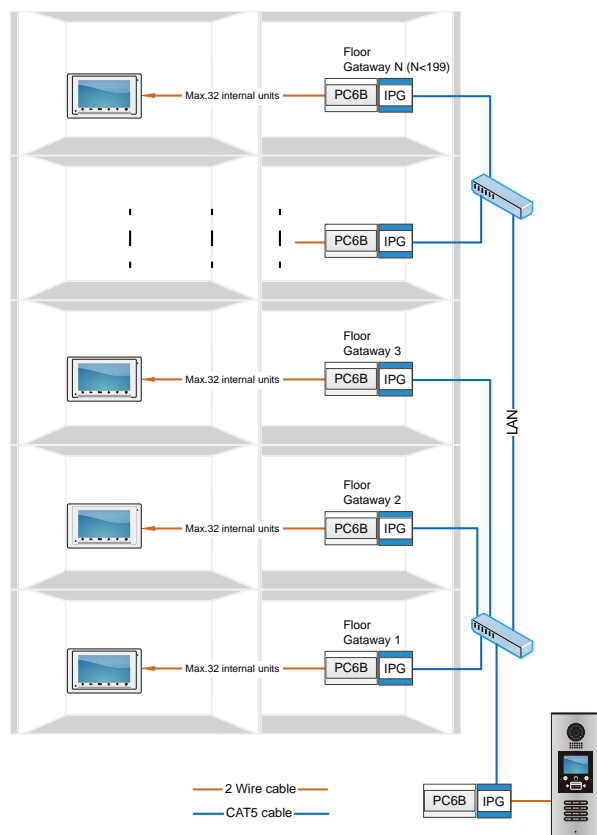 Floor
Gataway N (N<199)
Max.32 internal units
PC6B
IPG
PC6B
IPG
Floor
Gataway 3
Max.32 internal units
PC6B
IPG
LAN
Floor
Gataway 2
Max.32 internal units
PC6B
IPG
Floor
Gataway 1
Max.32 internal units
PC6B
IPG
2 Wire cable
CAT5 cable
PC6B
IPG